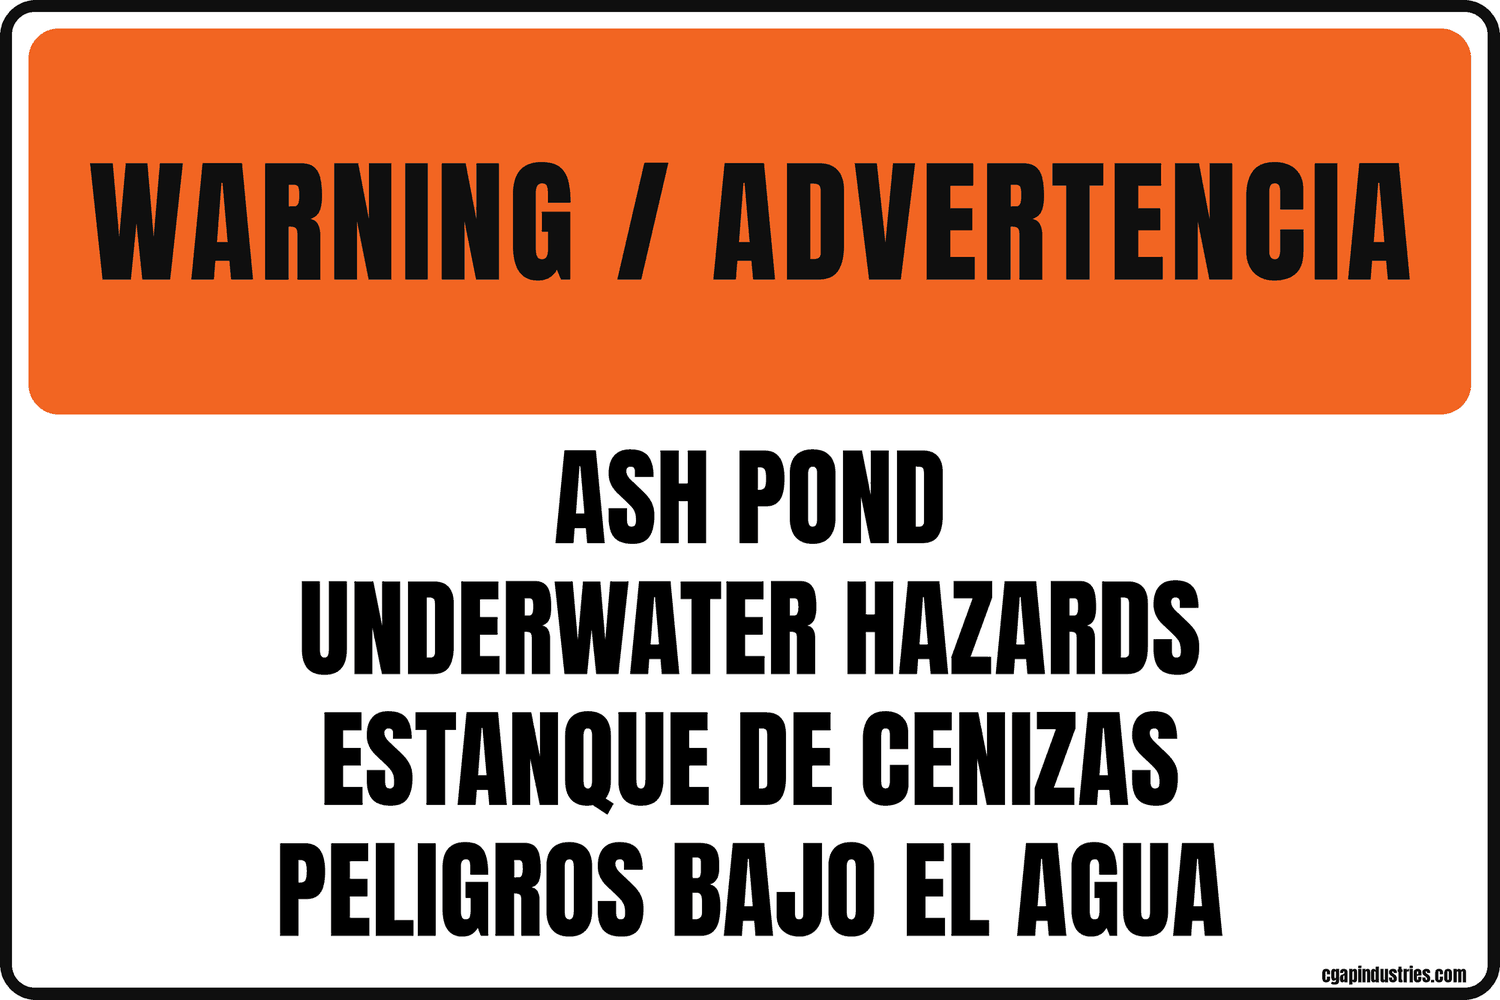 WARNING / ADVERTENCIA
ASH POND
UNDERWATER HAZARDS
ESTANQUE DE CENIZAS
PELIGROS BAJO EL AGUA
cgapindustries.com